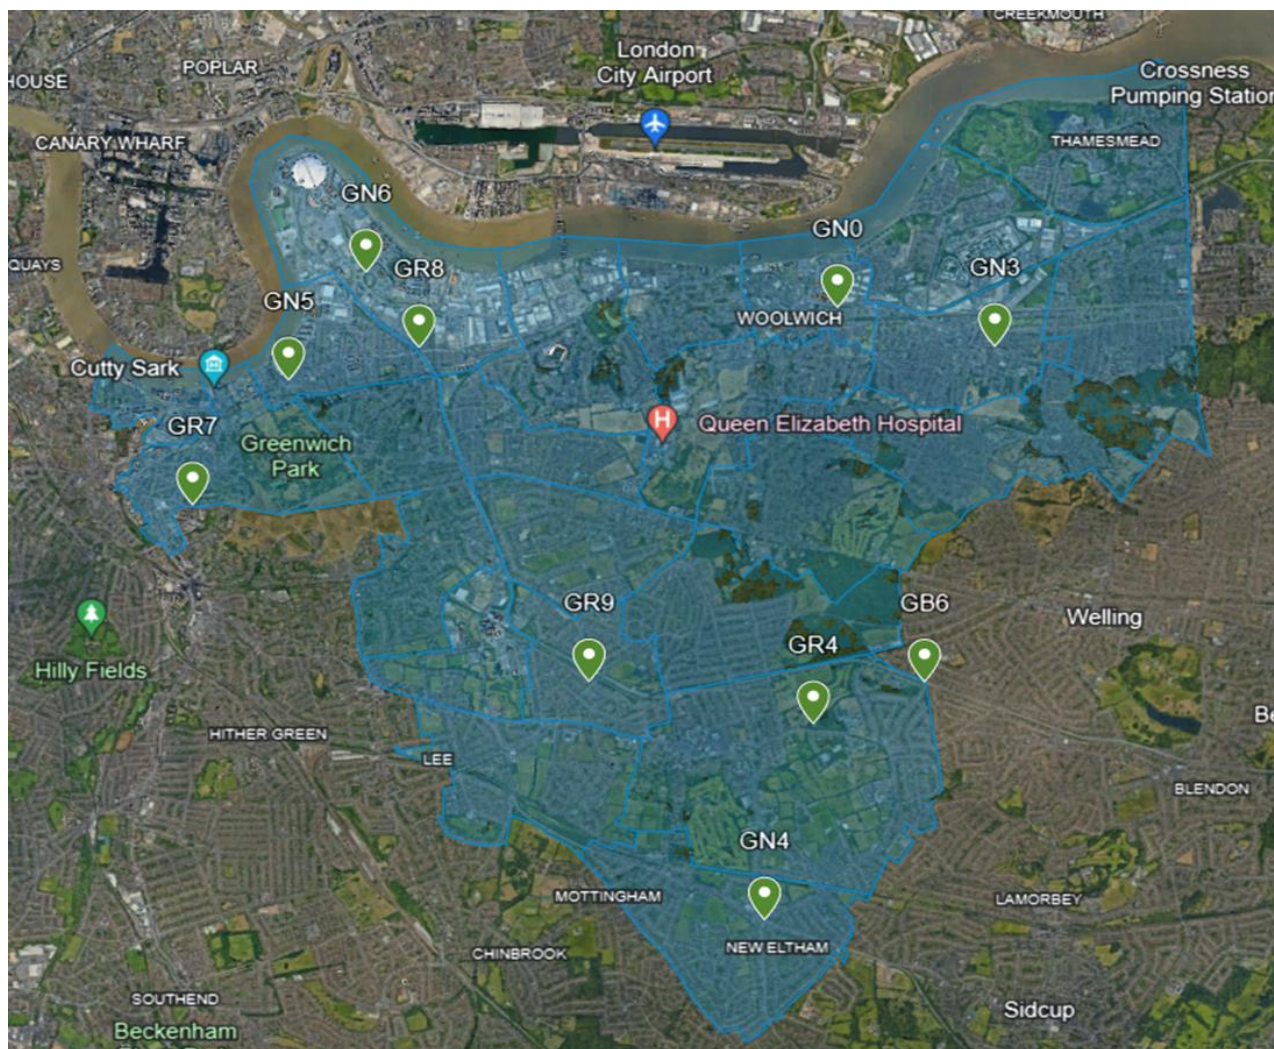 CREEKMOUTH
London
City Airport
POPLAR
HOUSE
Crossness
Pumping Station
CANARY WHARF
THAMESMEAD
GN6
GN0
QUAYS
GR8
GN3
GN5
WOOLWICH
Cutty Sark
GR7
H
Queen Elizabeth Hospital
Greenwich
Park
GR9
GB6
Welling
GR4
Hilly Fields
Be
HITHER GREEN
LEE
BLENDON
GN4
MOTTINGHAM
LAMORBEY
NEW ELTHAM
CHINBROOK
SOUTHEND
Sidcup
Beckenham